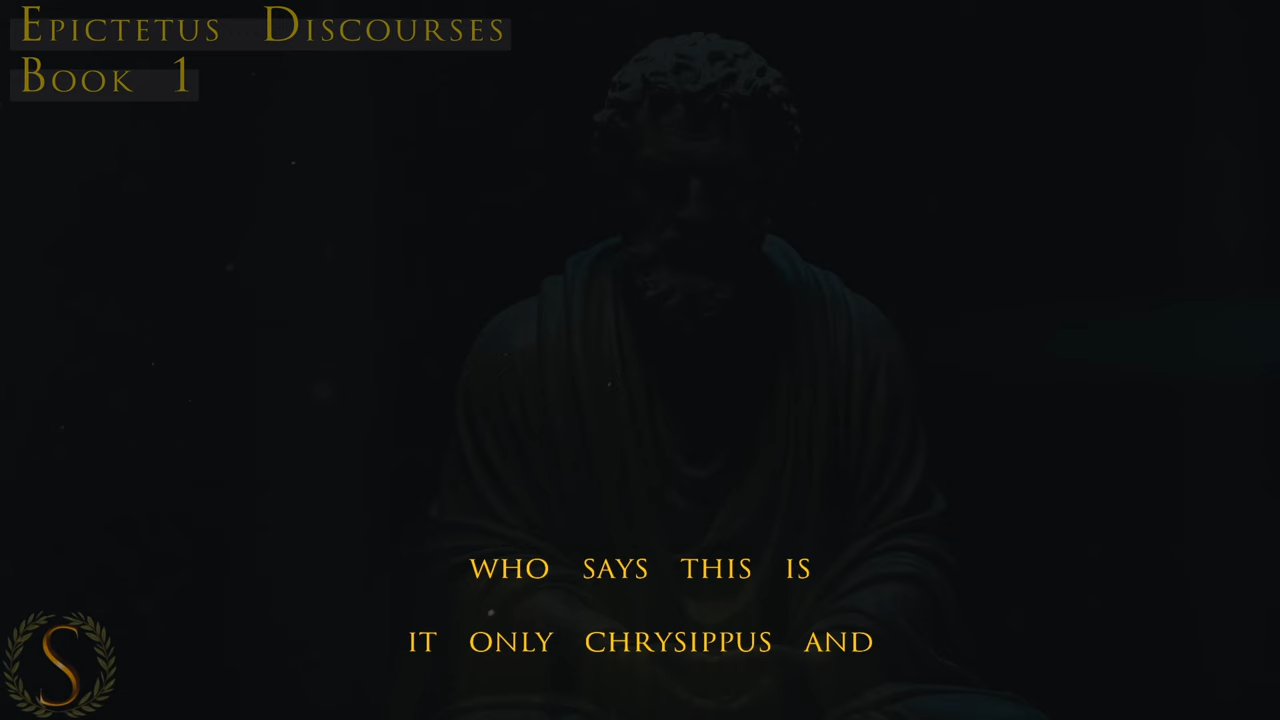 Epictetus Discourses
Book 1
WHO SAYS THIS IS
IT ONLY CHRYSIPPUS AND
S